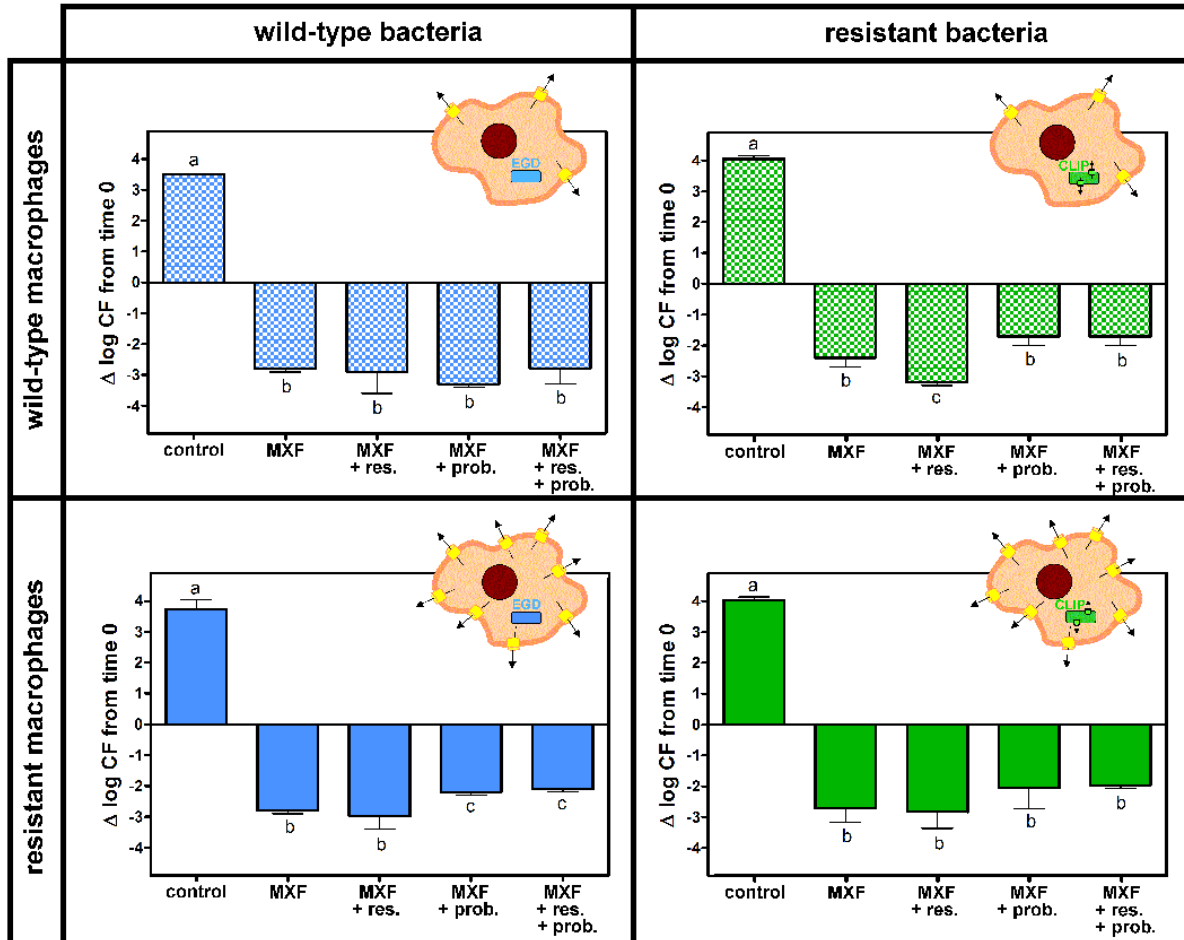 wild-type bacteria
resistant bacteria
wild-type macrophages
Δ log CF from time 0
4
3
2
1
0
-1
-2
-3
-4
a
b
b
b
b
EGD
control
MXF
MXF
+ res.
MXF
+ prob.
MXF
+ res.
+ prob.
Δ log CF from time 0
4
3
2
1
0
-1
-2
-3
-4
a
b
c
b
b
CLIP
control
MXF
MXF
+ res.
MXF
+ prob.
MXF
+ res.
+ prob.
resistant macrophages
Δ log CF from time 0
4
3
2
1
0
-1
-2
-3
-4
a
b
b
c
c
EGD
control
MXF
MXF
+ res.
MXF
+ prob.
MXF
+ res.
+ prob.
Δ log CF from time 0
4
3
2
1
0
-1
-2
-3
-4
a
b
b
b
b
CLIP
control
MXF
MXF
+ res.
MXF
+ prob.
MXF
+ res.
+ prob.